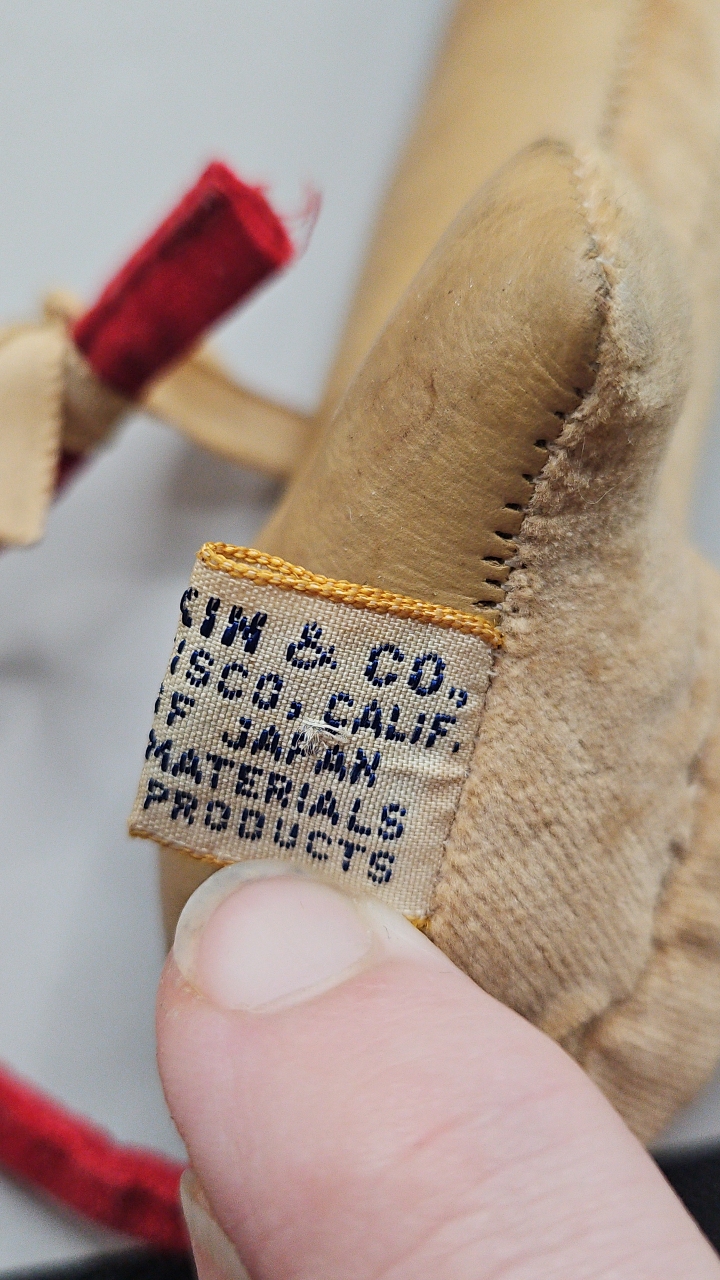 KIM & CO.,
ISCO, CALIF.
F JAPAN
MATERIALS
PRODUCTS